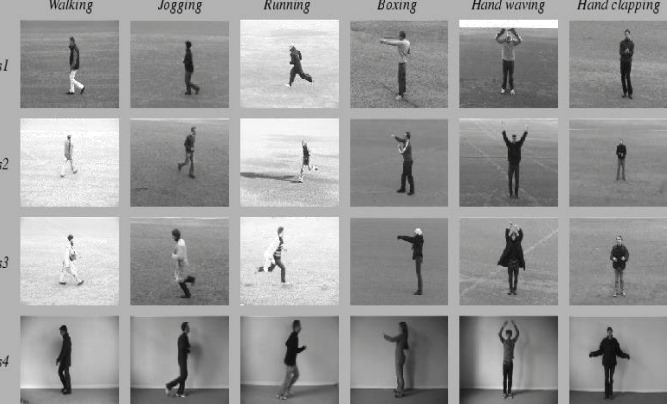 Walking Jogging Running Boxing Hand waving Hand clapping
s1
s2
s3
s4